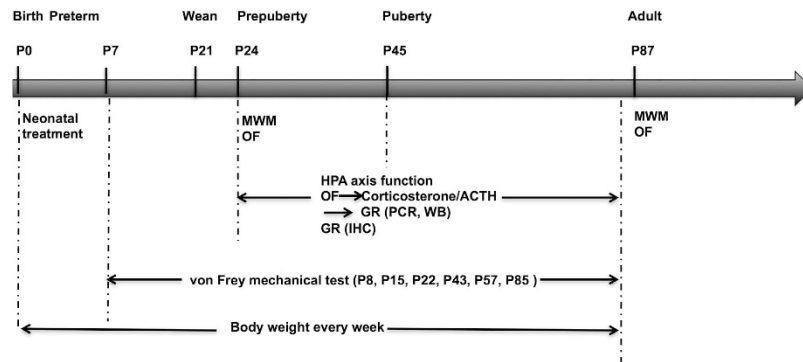 Birth Preterm Wean Prepuberty Puberty Adult
P0 P7 P21 P24 P45 P87
Neonatal
treatment
MWM
OF
MWM
OF
HPA axis function
OF Corticosterone/ACTH
GR (PCR, WB)
GR (IHC)
von Frey mechanical test (P8, P15, P22, P43, P57, P85 )
Body weight every week